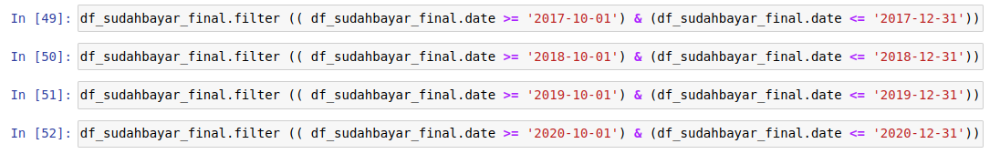 In [49]: df_sudahbayar_final.filter (( df_sudahbayar_final.date >= '2017-10-01') & (df_sudahbayar_final.date <= '2017-12-31'))
In [50]: df_sudahbayar_final.filter (( df_sudahbayar_final.date >= '2018-10-01') & (df_sudahbayar_final.date <= '2018-12-31'))
In [51]: df_sudahbayar_final.filter (( df_sudahbayar_final.date >= '2019-10-01') & (df_sudahbayar_final.date <= '2019-12-31'))
In [52]: df_sudahbayar_final.filter (( df_sudahbayar_final.date >= '2020-10-01') & (df_sudahbayar_final.date <= '2020-12-31'))